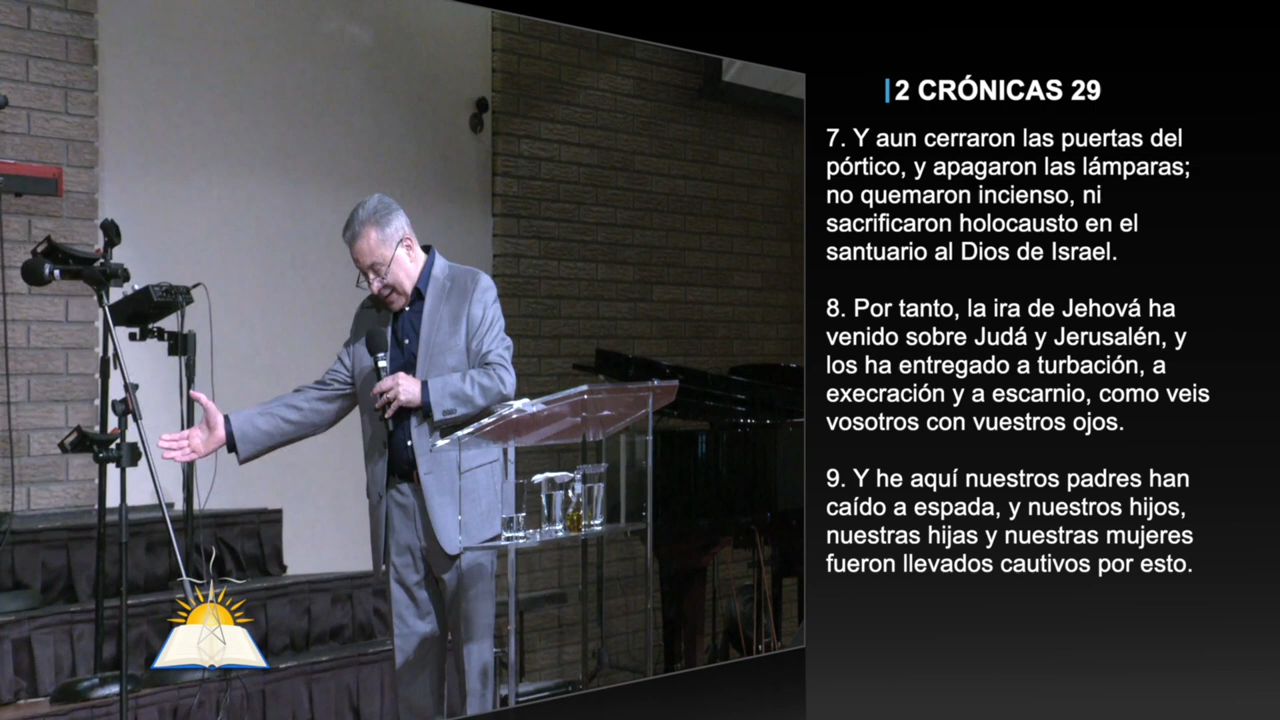 2 CRÓNICAS 29
7. Y aun cerraron las puertas del
pórtico, y apagaron las lámparas;
no quemaron incienso, ni
sacrificaron holocausto en el
santuario al Dios de Israel.
8. Por tanto, la ira de Jehová ha
venido sobre Judá y Jerusalén, y
los ha entregado a turbación, a
execración y a escarnio, como veis
vosotros con vuestros ojos.
9. Y he aquí nuestros padres han
caído a espada, y nuestros hijos,
nuestras hijas y nuestras mujeres
fueron llevados cautivos por esto.